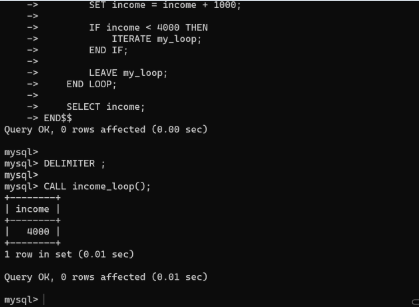 ->         SET income = income + 1000;
    ->
    ->         IF income < 4000 THEN
    ->             ITERATE my_loop;
    ->         END IF;
    ->
    ->         LEAVE my_loop;
    ->     END LOOP;
    ->
    ->     SELECT income;
    -> END$$
Query OK, 0 rows affected (0.00 sec)

mysql>
mysql> DELIMITER ;
mysql>
mysql> CALL income_loop();
+--------+
| income |
+--------+
|   4000 |
+--------+
1 row in set (0.01 sec)

Query OK, 0 rows affected (0.01 sec)

mysql>